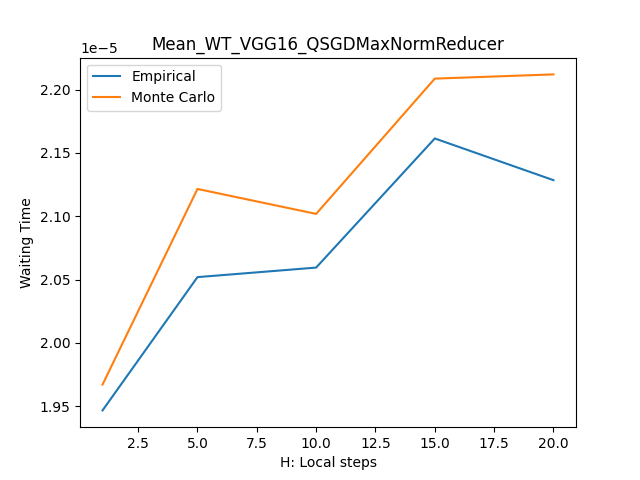 Mean_WT_VGG16_QSGDMaxNormReducer
1e−5
Empirical
Monte Carlo
2.20
2.15
2.10
2.05
2.00
1.95
Waiting Time
2.5 5.0 7.5 10.0 12.5 15.0 17.5 20.0
H: Local steps